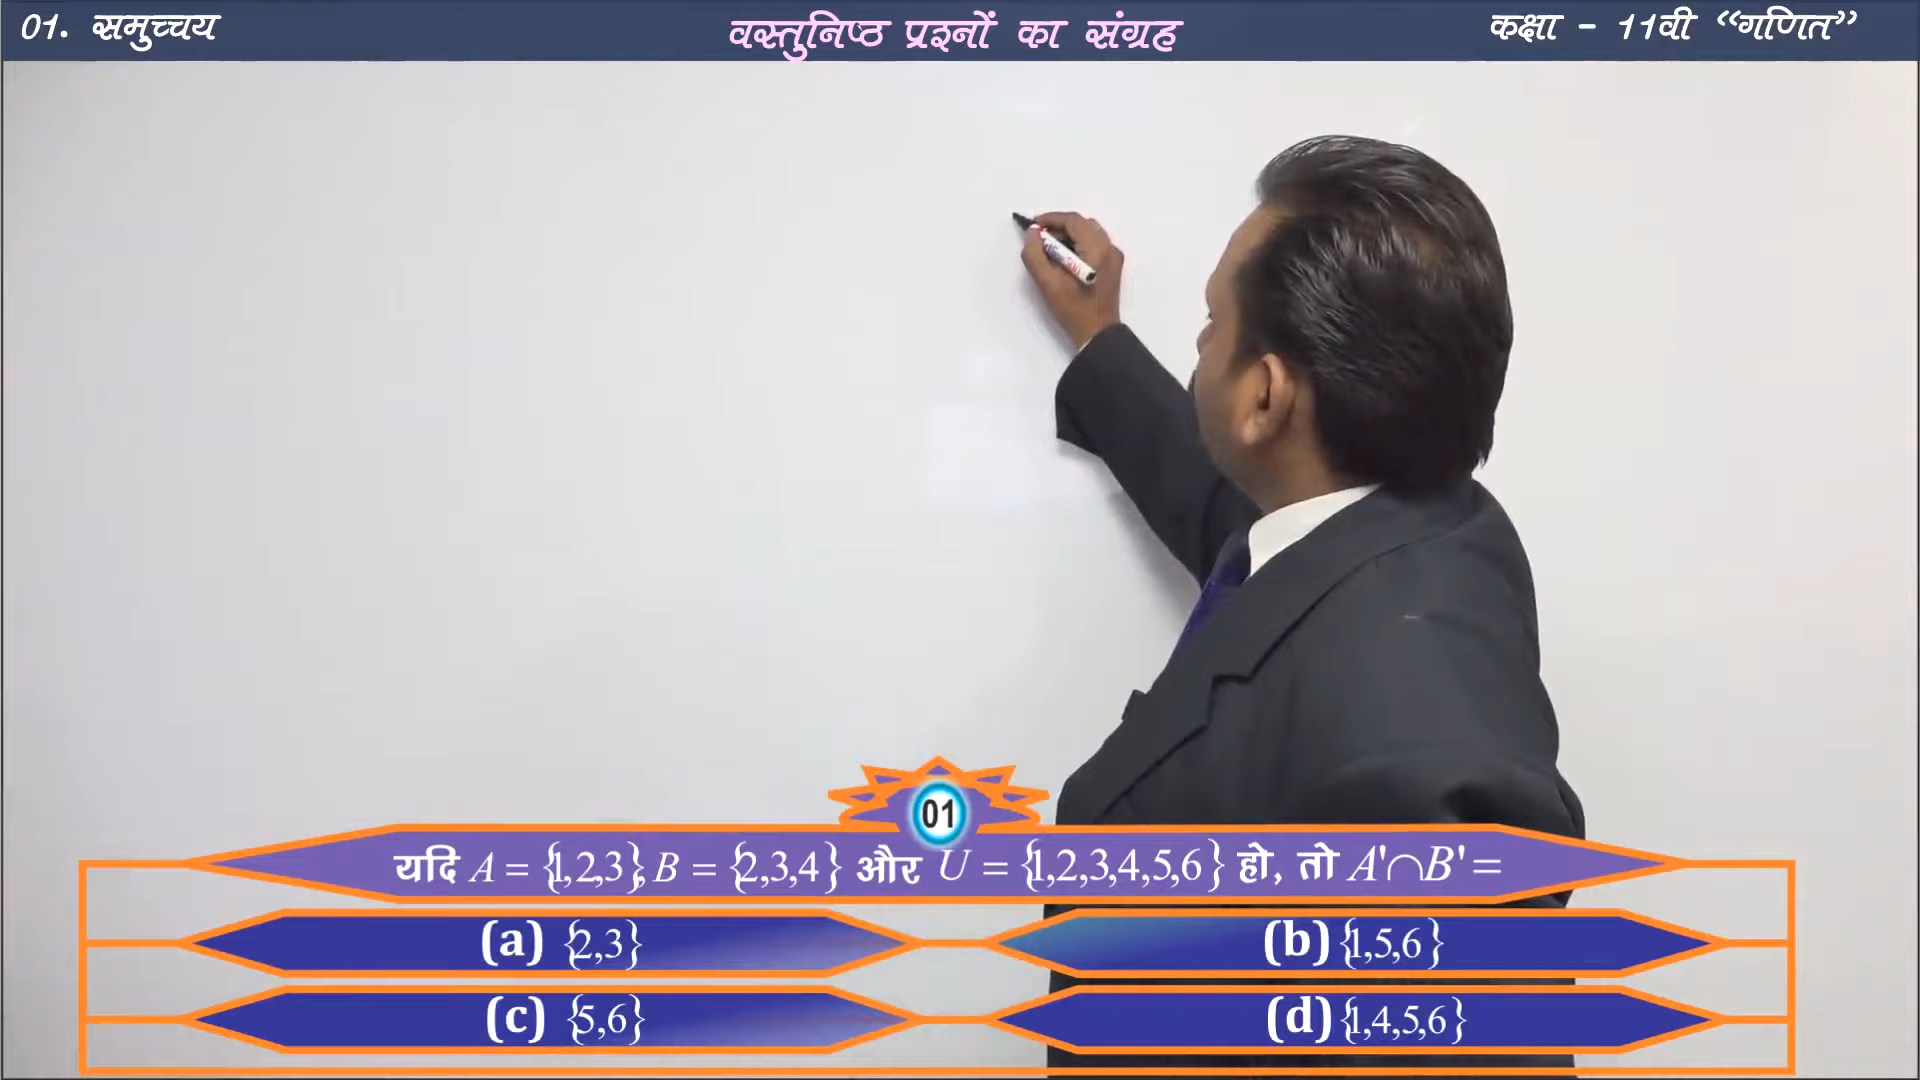 01. समुच्चय
वस्तुनिष्ठ प्रश्नों का संग्रह
कक्षा - 11वी “गणित”
01
यदि A = {1,2,3}, B = {2,3,4} और U = {1,2,3,4,5,6} हो, तो A'∩B' =
(a) {2,3}
(b) {1,5,6}
(c) {5,6}
(d) {1,4,5,6}